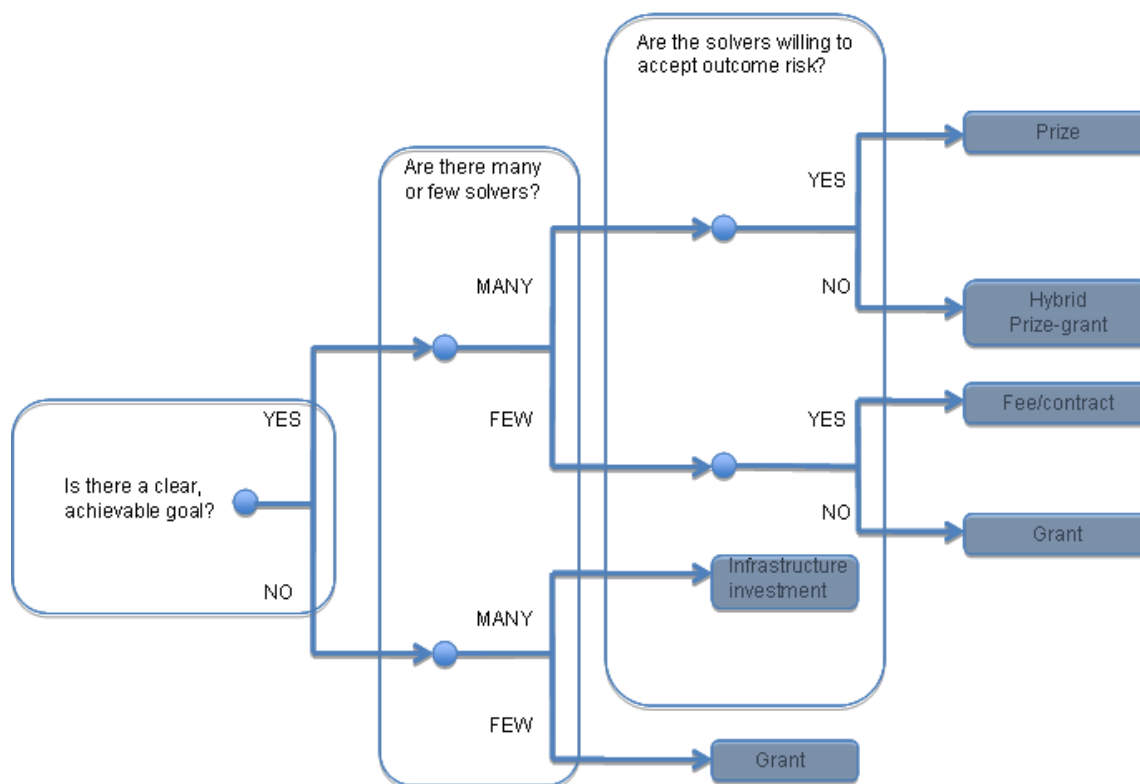 Are the solvers willing to
accept outcome risk?
Prize
Are there many
or few solvers?
YES
MANY
NO
Hybrid
Prize-grant
YES
FEW
YES
Fee/contract
Is there a clear,
achievable goal?
NO
Grant
NO
MANY
Infrastructure
investment
FEW
Grant